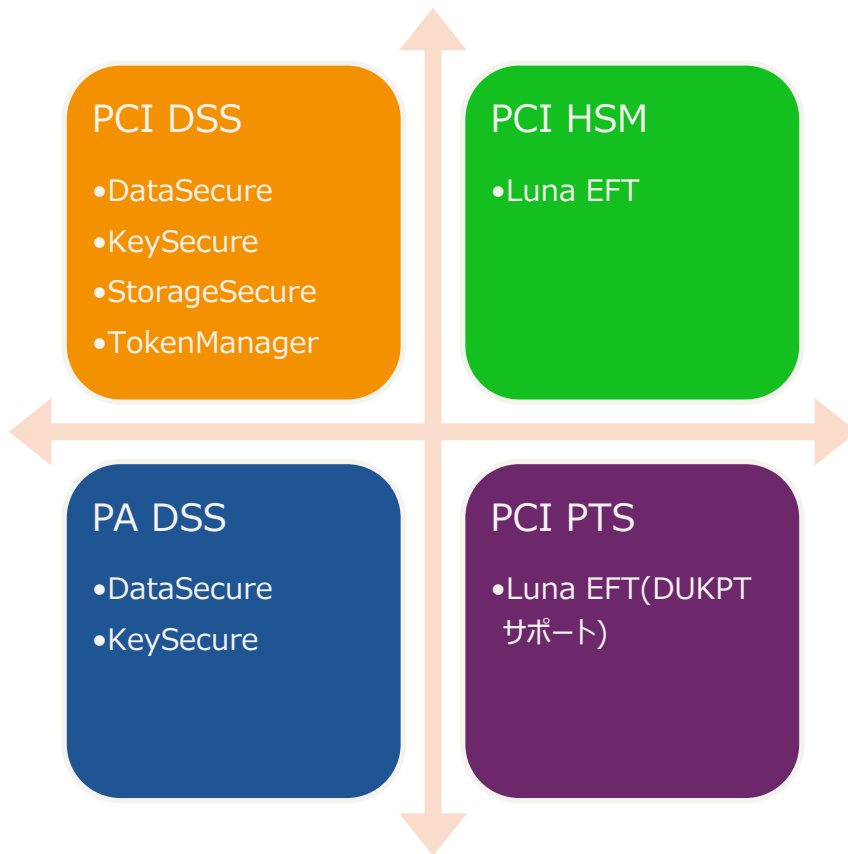 PCI DSS
•DataSecure
•KeySecure
•StorageSecure
•TokenManager
PCI HSM
•Luna EFT
PA DSS
•DataSecure
•KeySecure
PCI PTS
•Luna EFT(DUKPT
サポート)